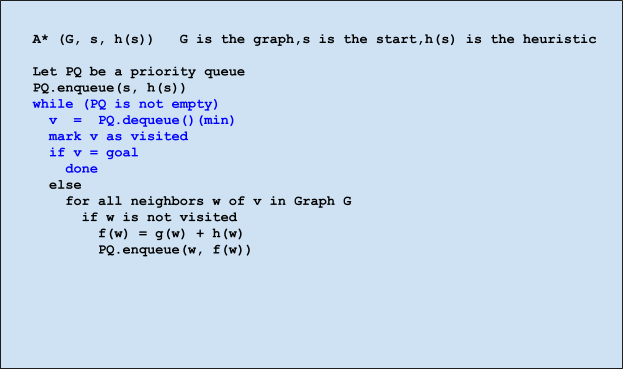 A* (G, s, h(s))   G is the graph,s is the start,h(s) is the heuristic
Let PQ be a priority queue
PQ.enqueue(s, h(s))
while (PQ is not empty)
  v  =  PQ.dequeue()(min)
  mark v as visited
  if v = goal
    done
  else
    for all neighbors w of v in Graph G
      if w is not visited
        f(w) = g(w) + h(w)
        PQ.enqueue(w, f(w))